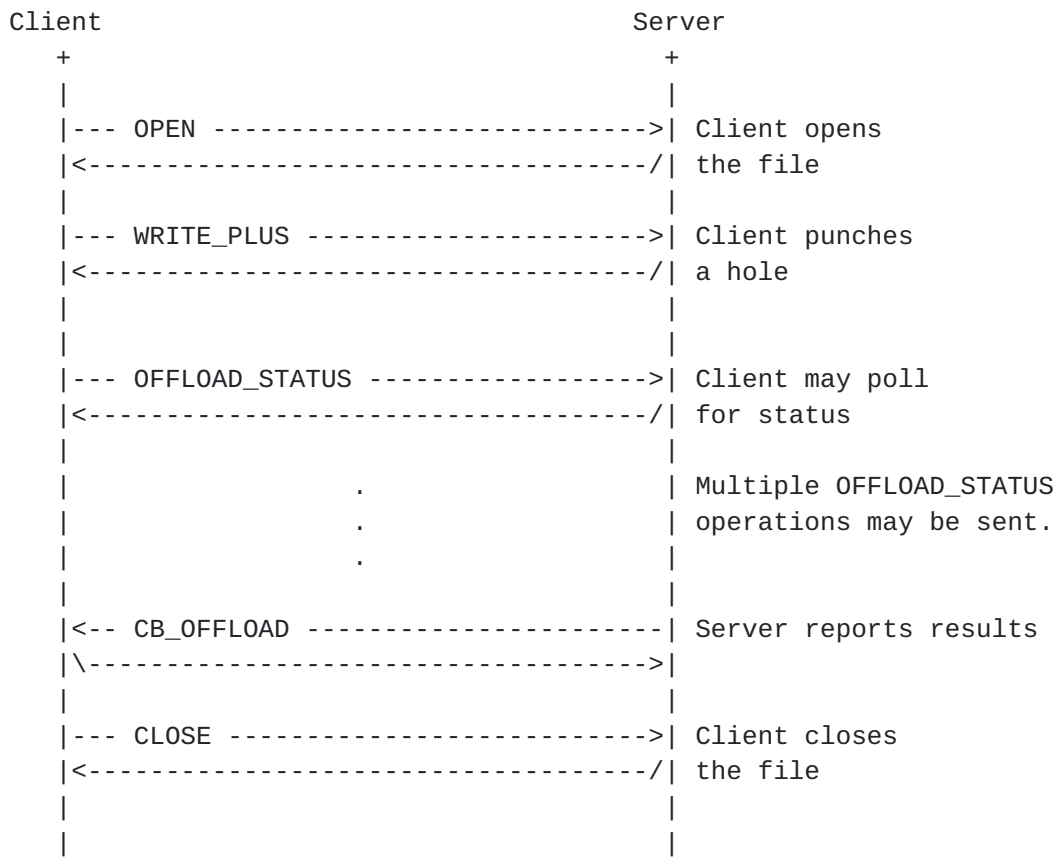 Client                                  Server
   +                                      +
   |                                      |
   |--- OPEN ---------------------------->| Client opens
   |<------------------------------------/| the file
   |                                      |
   |--- WRITE_PLUS ---------------------->| Client punches
   |<------------------------------------/| a hole
   |                                      |
   |                                      |
   |--- OFFLOAD_STATUS ------------------>| Client may poll
   |<------------------------------------/| for status
   |                                      |
   |                  .                   | Multiple OFFLOAD_STATUS
   |                  .                   | operations may be sent.
   |                  .                   |
   |                                      |
   |<-- CB_OFFLOAD -----------------------| Server reports results
   |\------------------------------------>|
   |                                      |
   |--- CLOSE --------------------------->| Client closes
   |<------------------------------------/| the file
   |                                      |
   |                                      |